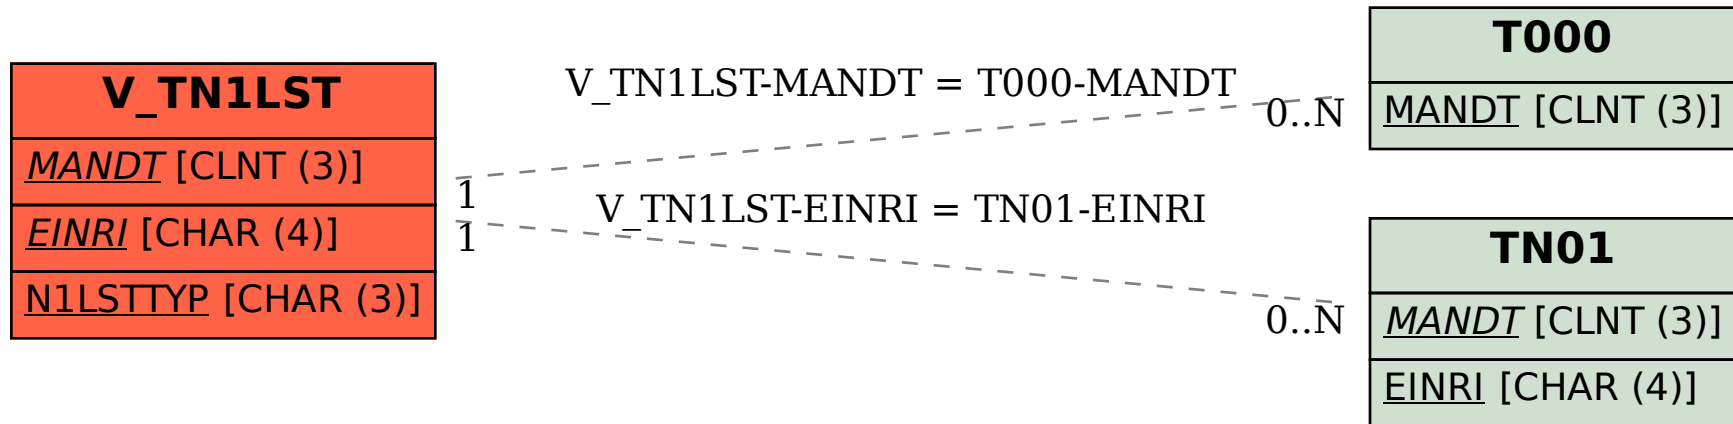 V_TN1LST
MANDT [CLNT (3)]
EINRI [CHAR (4)]
N1LSTTYP [CHAR (3)]
V_TN1LST-MANDT = T000-MANDT
0..N
1
V_TN1LST-EINRI = TN01-EINRI
1
0..N
T000
MANDT [CLNT (3)]
TN01
MANDT [CLNT (3)]
EINRI [CHAR (4)]